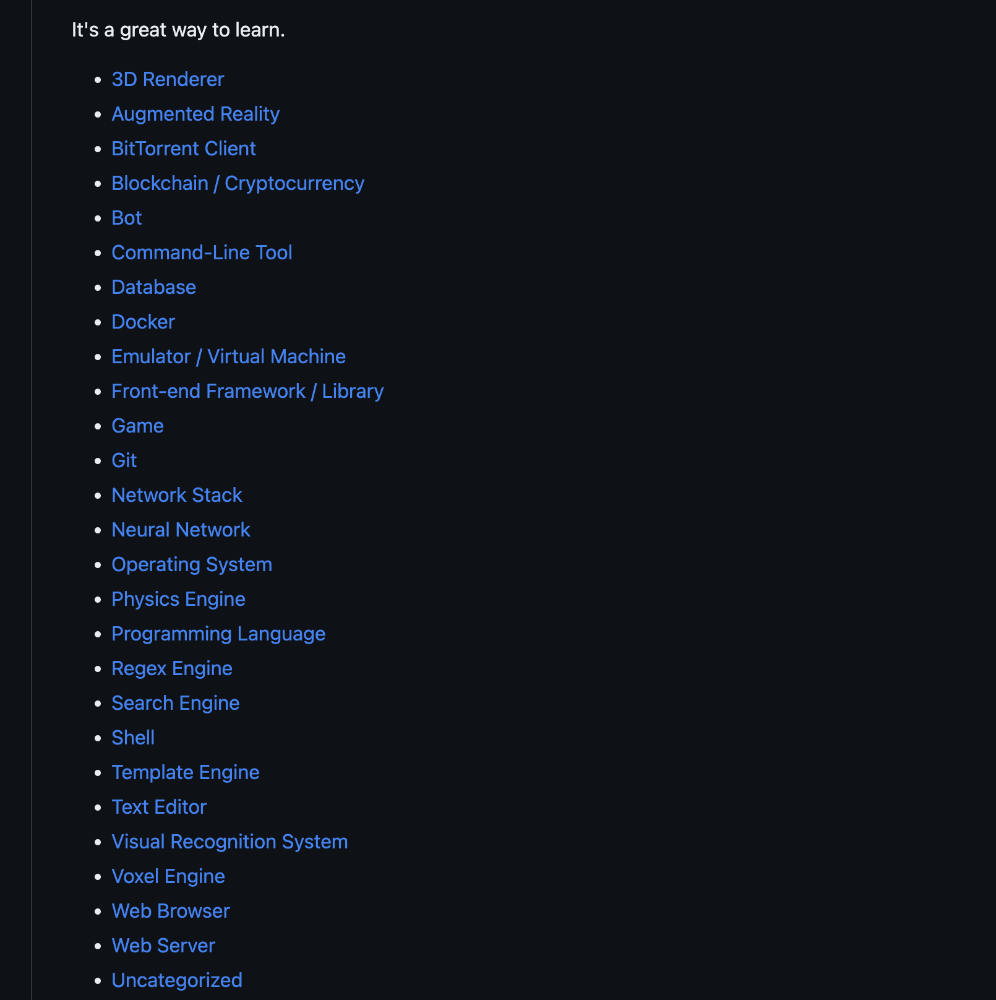 It's a great way to learn.
3D Renderer
Augmented Reality
BitTorrent Client
Blockchain / Cryptocurrency
Bot
Command-Line Tool
Database
Docker
Emulator / Virtual Machine
Front-end Framework / Library
Game
Git
Network Stack
Neural Network
Operating System
Physics Engine
Programming Language
Regex Engine
Search Engine
Shell
Template Engine
Text Editor
Visual Recognition System
Voxel Engine
Web Browser
Web Server
Uncategorized